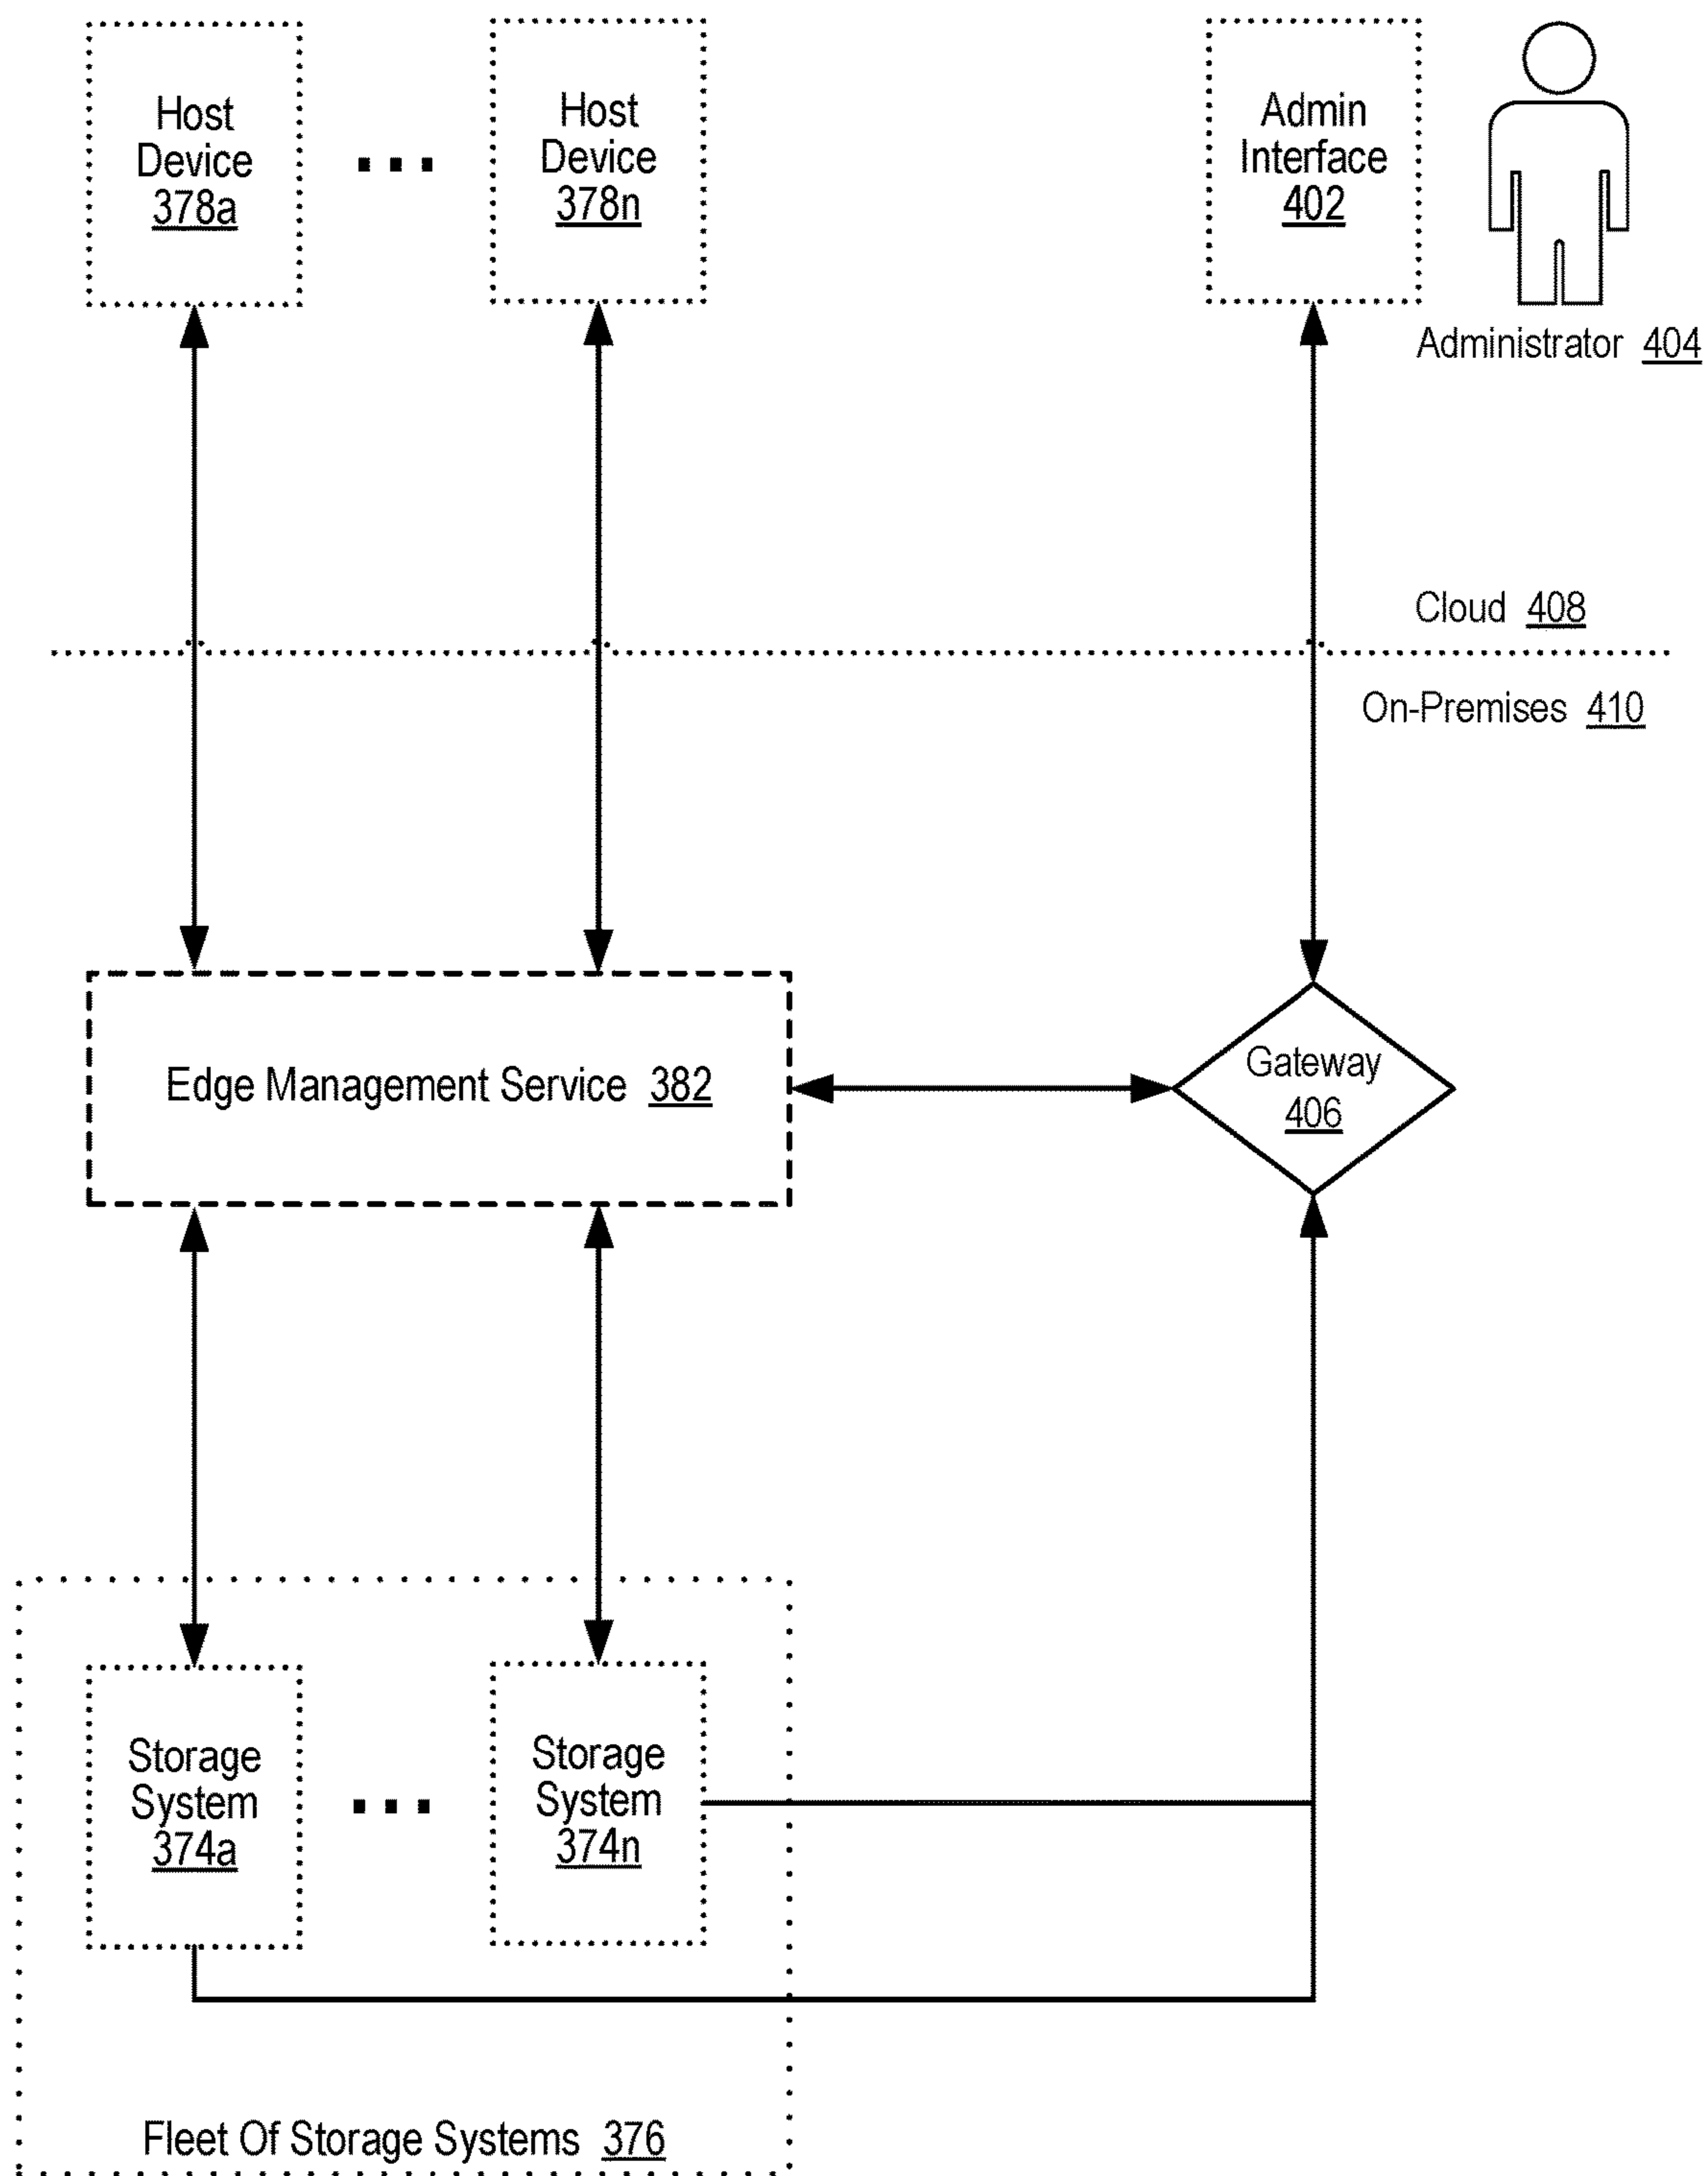 Host
Device
378a
Host
Device
378n
Admin
Interface
402
Administrator 404
Cloud 408
On-Premises 410
Edge Management Service 382
Gateway
406
Storage
System
374a
Storage
System
374n
Fleet Of Storage Systems 376